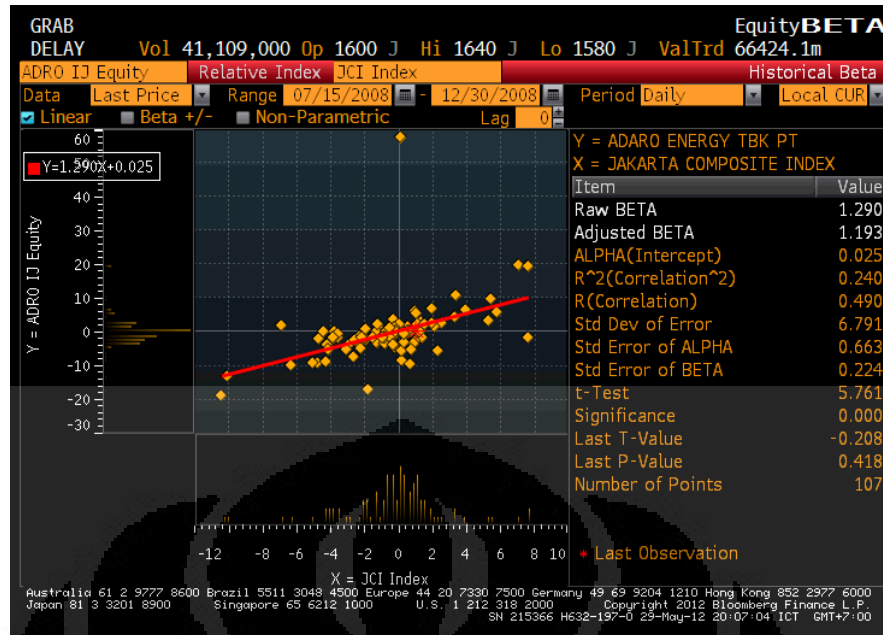 GRAB EquityBETA
DELAY Vol 41,109,000 Op 1600 J Hi 1640 J Lo 1580 J ValTrd 66424.1m
ADRO IJ Equity Relative Index JCI Index Historical Beta
Data Last Price Range 07/15/2008 - 12/30/2008 Period Daily Local CUR
Linear Beta +/- Non-Parametric Lag 0
Y = ADARO ENERGY TBK PT
X = JAKARTA COMPOSITE INDEX
Item Value
Raw BETA 1.290
Adjusted BETA 1.193
ALPHA(Intercept) 0.025
R^2(Correlation^2) 0.240
R(Correlation) 0.490
Std Dev of Error 6.791
Std Error of ALPHA 0.663
Std Error of BETA 0.224
t-Test 5.761
Significance 0.000
Last T-Value -0.208
Last P-Value 0.418
Number of Points 107
* Last Observation
Y=1.290X+0.025
Y = ADRO IJ Equity
60
50
40
30
20
10
0
-10
-20
-30
-12 -8 -6 -4 -2 0 2 4 6 8 10
X = JCI Index
Australia 61 2 9777 8600 Brazil 5511 3048 4500 Europe 44 20 7330 7500 Germany 49 69 9204 1210 Hong Kong 852 2977 6000
Japan 81 3 3201 8900 Singapore 65 6212 1000 U.S. 1 212 318 2000 Copyright 2012 Bloomberg Finance L.P.
SN 215366 H632-197-0 29-May-12 20:07:04 ICT GMT+7:00